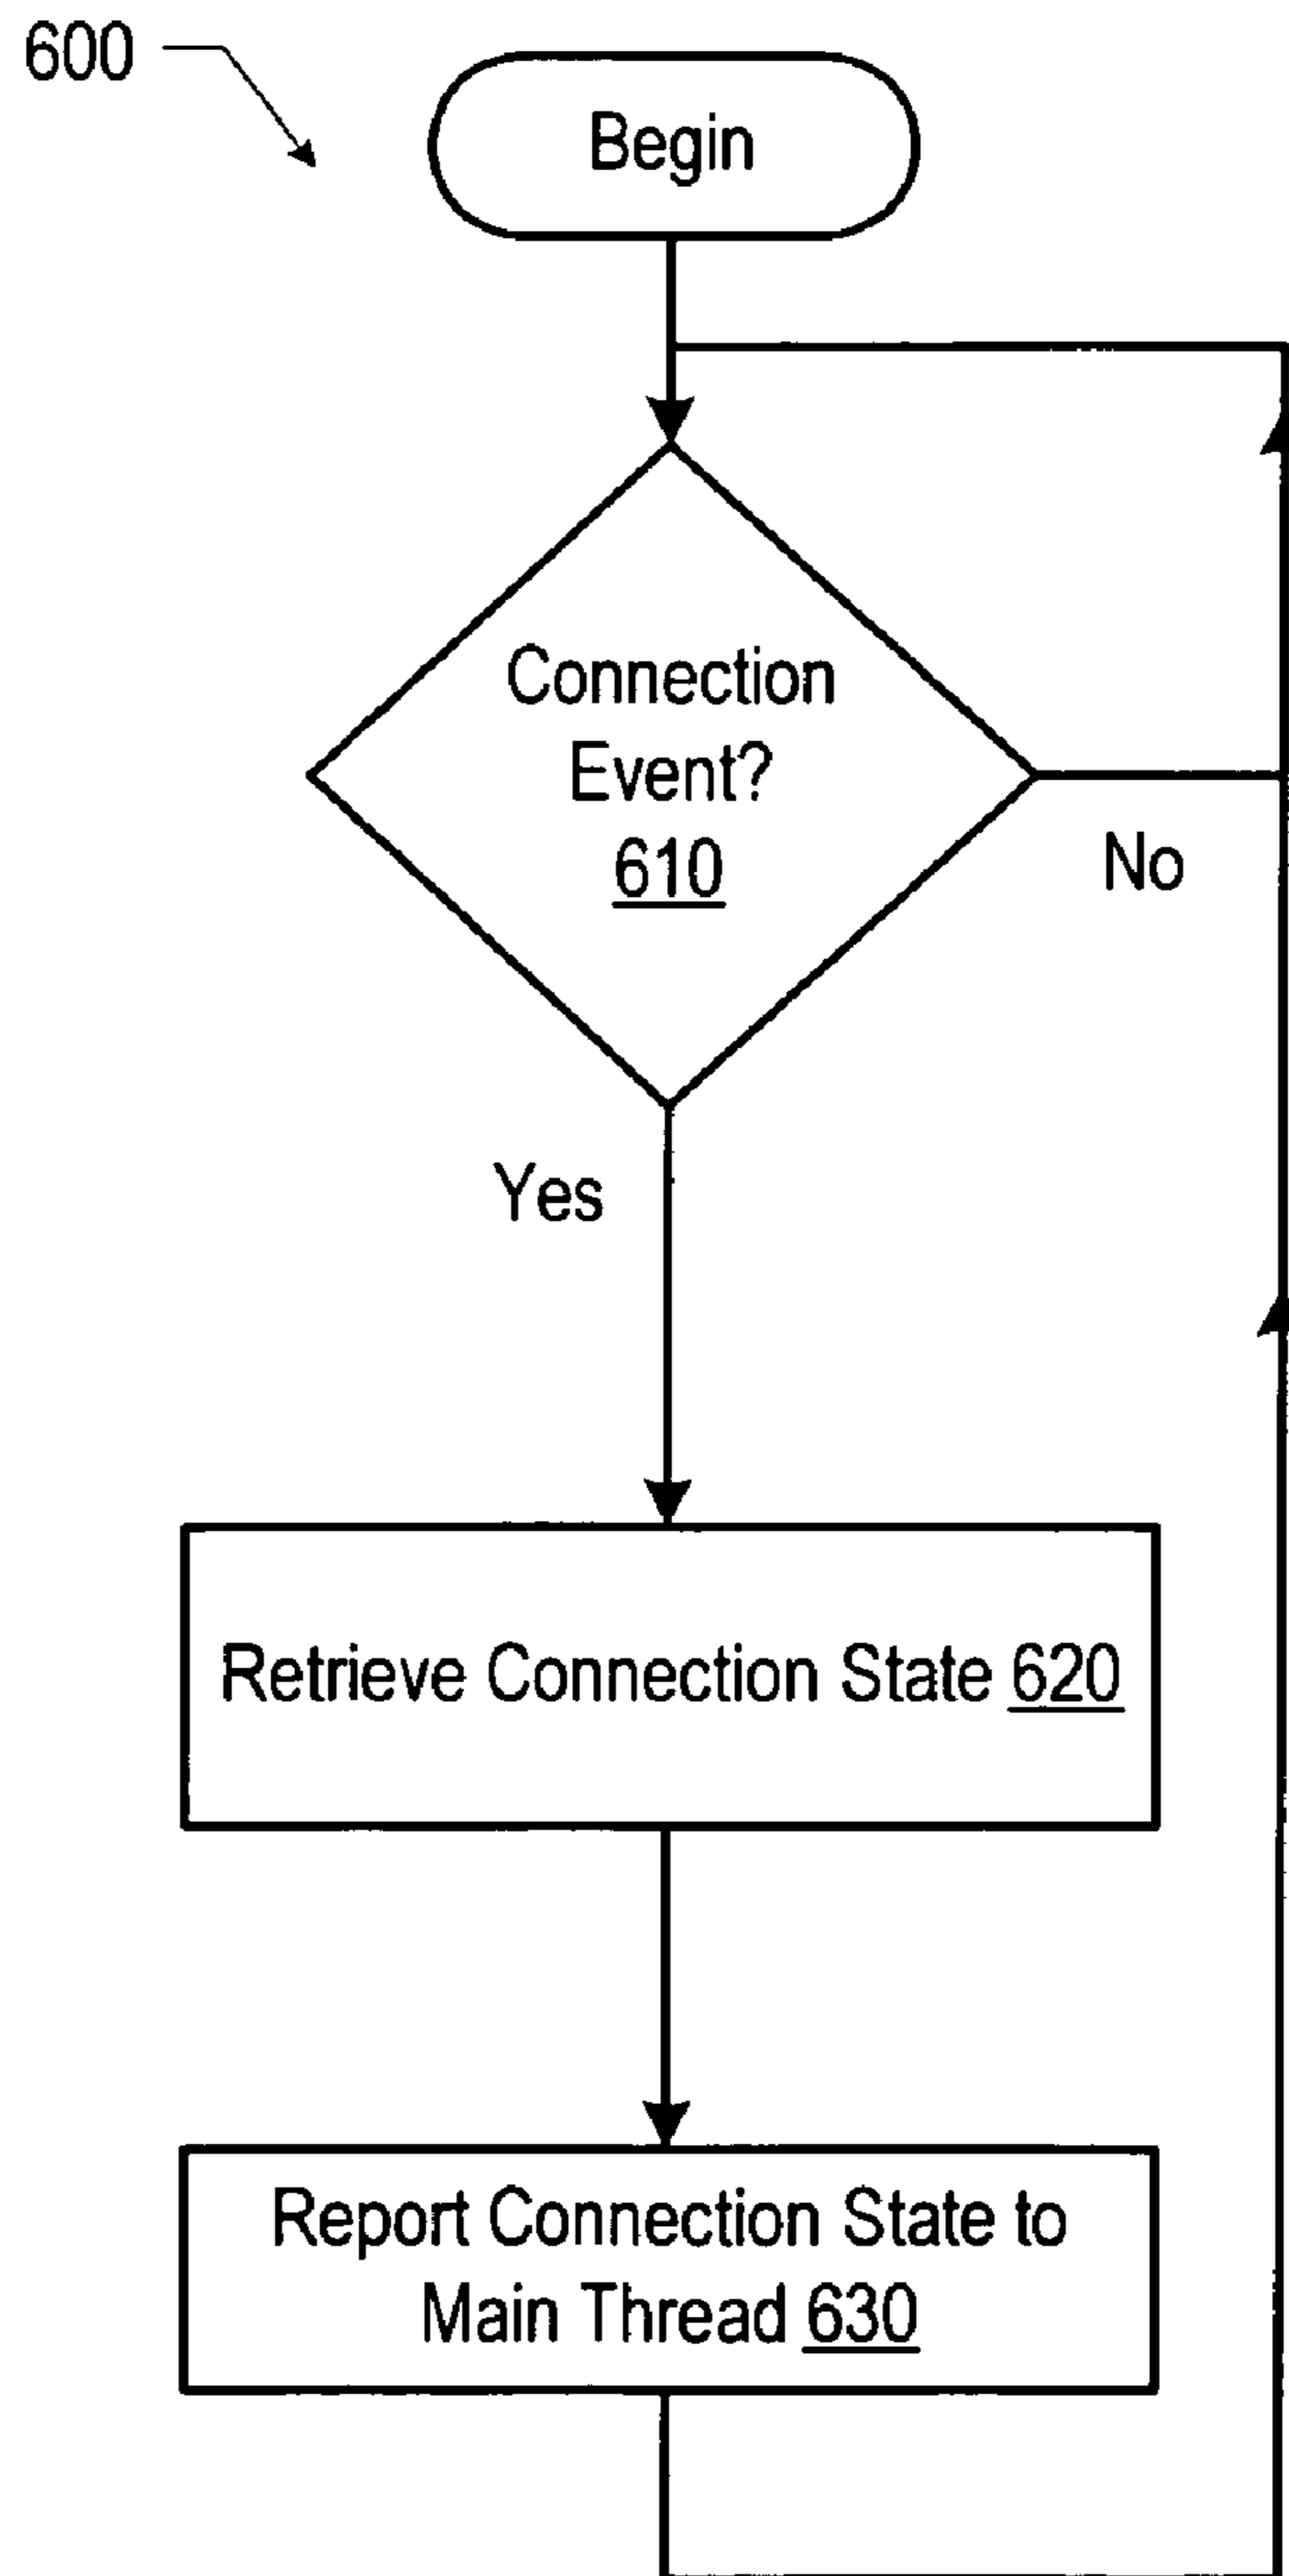 600
Begin
Connection
Event?
610
No
Yes
Retrieve Connection State 620
Report Connection State to
Main Thread 630